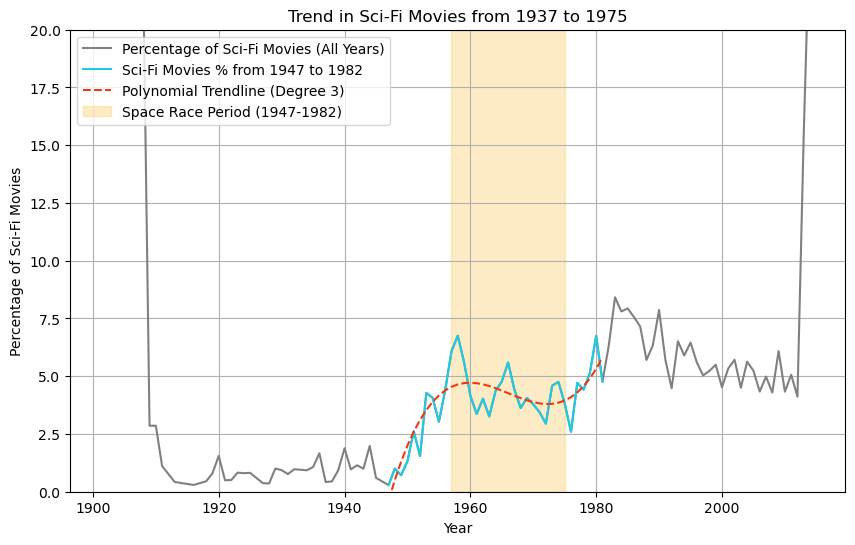 Trend in Sci-Fi Movies from 1937 to 1975
Percentage of Sci-Fi Movies (All Years)
Sci-Fi Movies % from 1947 to 1982
Polynomial Trendline (Degree 3)
Space Race Period (1947-1982)
20.0
17.5
15.0
12.5
10.0
7.5
5.0
2.5
0.0
Percentage of Sci-Fi Movies
1900 1920 1940 1960 1980 2000
Year